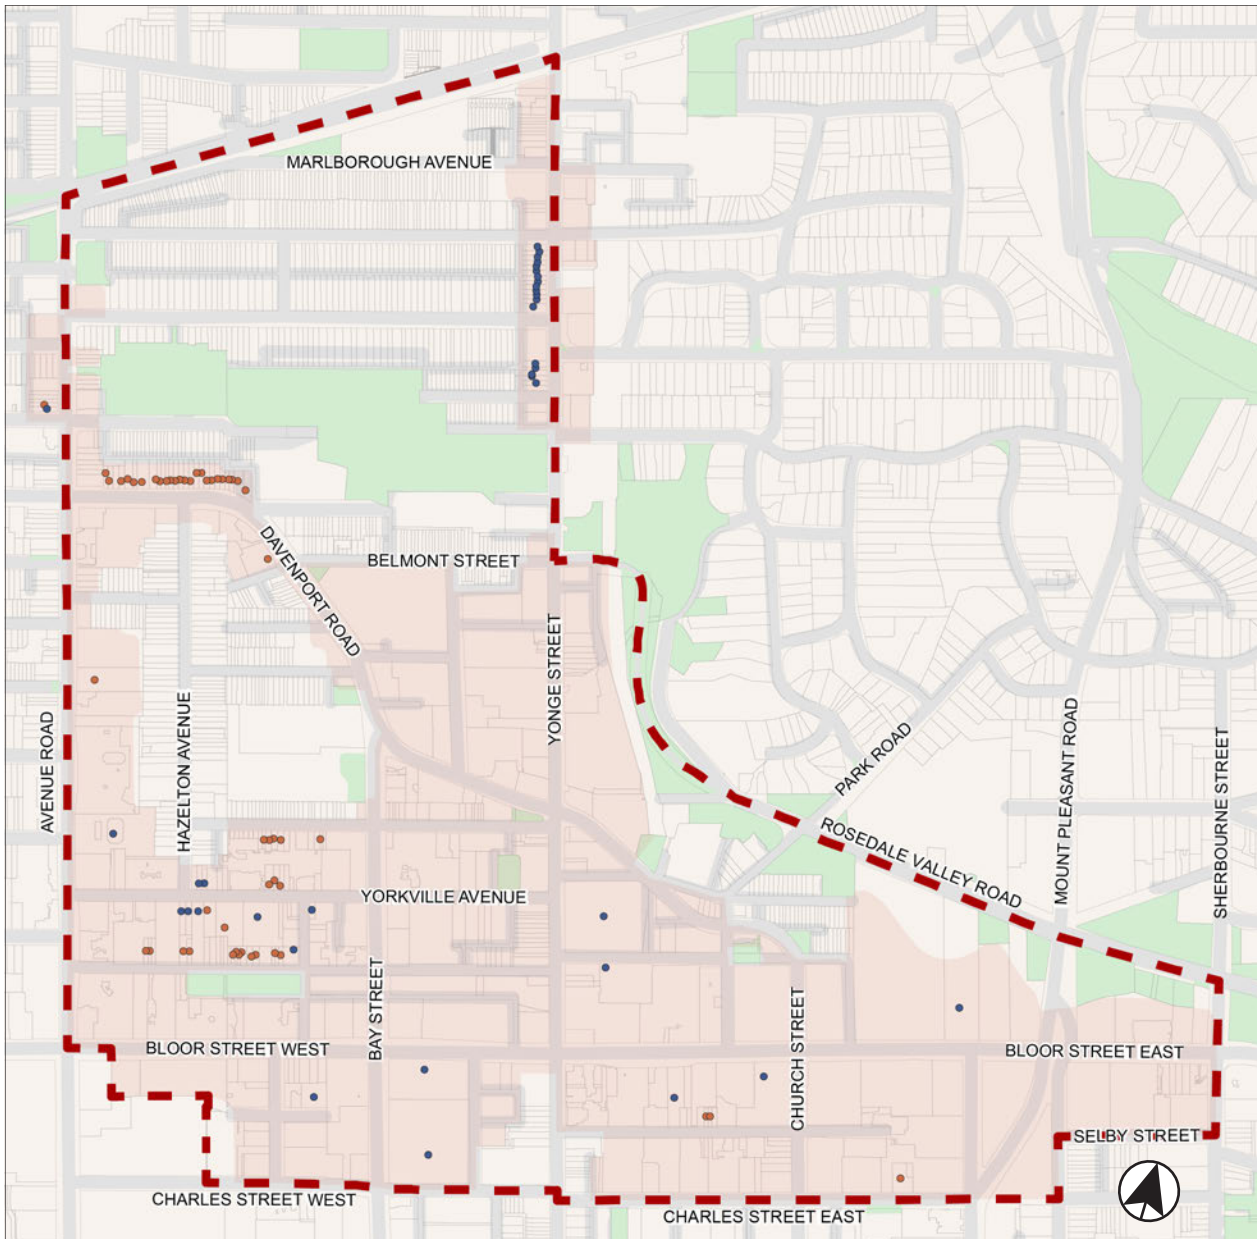 MARLBOROUGH AVENUE
DAVENPORT ROAD
BELMONT STREET
YONGE STREET
HAZELTON AVENUE
AVENUE ROAD
PARK ROAD
MOUNT PLEASANT ROAD
SHERBOURNE STREET
ROSEDALE VALLEY ROAD
YORKVILLE AVENUE
BAY STREET
CHURCH STREET
BLOOR STREET WEST
BLOOR STREET EAST
SELBY STREET
CHARLES STREET WEST
CHARLES STREET EAST